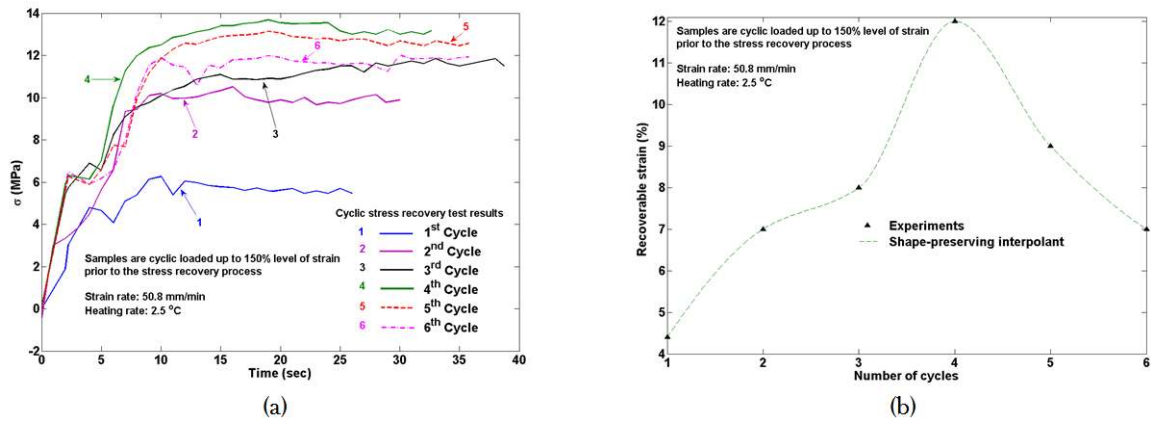 14
12
10
8
6
4
2
0
-2
σ (MPa)
0 5 10 15 20 25 30 35 40
Time (sec)
4
5
6
2
3
1
Cyclic stress recovery test results
1 1st Cycle
2 2nd Cycle
3 3rd Cycle
4 4th Cycle
5 5th Cycle
6 6th Cycle
Samples are cyclic loaded up to 150% level of strain
prior to the stress recovery process
Strain rate: 50.8 mm/min
Heating rate: 2.5 °C
(a)
12
11
10
9
8
7
6
5
4
Recoverable strain (%)
1 2 3 4 5 6
Number of cycles
Samples are cyclic loaded up to 150% level of strain
prior to the stress recovery process
Strain rate: 50.8 mm/min
Heating rate: 2.5 °C
Experiments
Shape-preserving interpolant
(b)